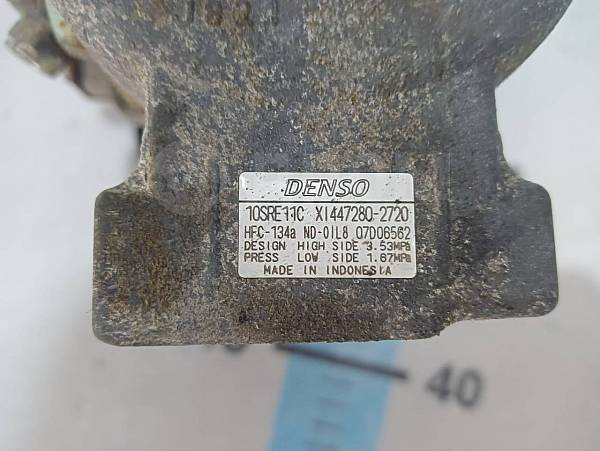 DENSO
10SRE11C XI447280-2720
HFC-134a ND-OIL8 07D06562
DESIGN HIGH SIDE 3.53MPa
PRESS LOW SIDE 1.67MPa
MADE IN INDONESIA
40